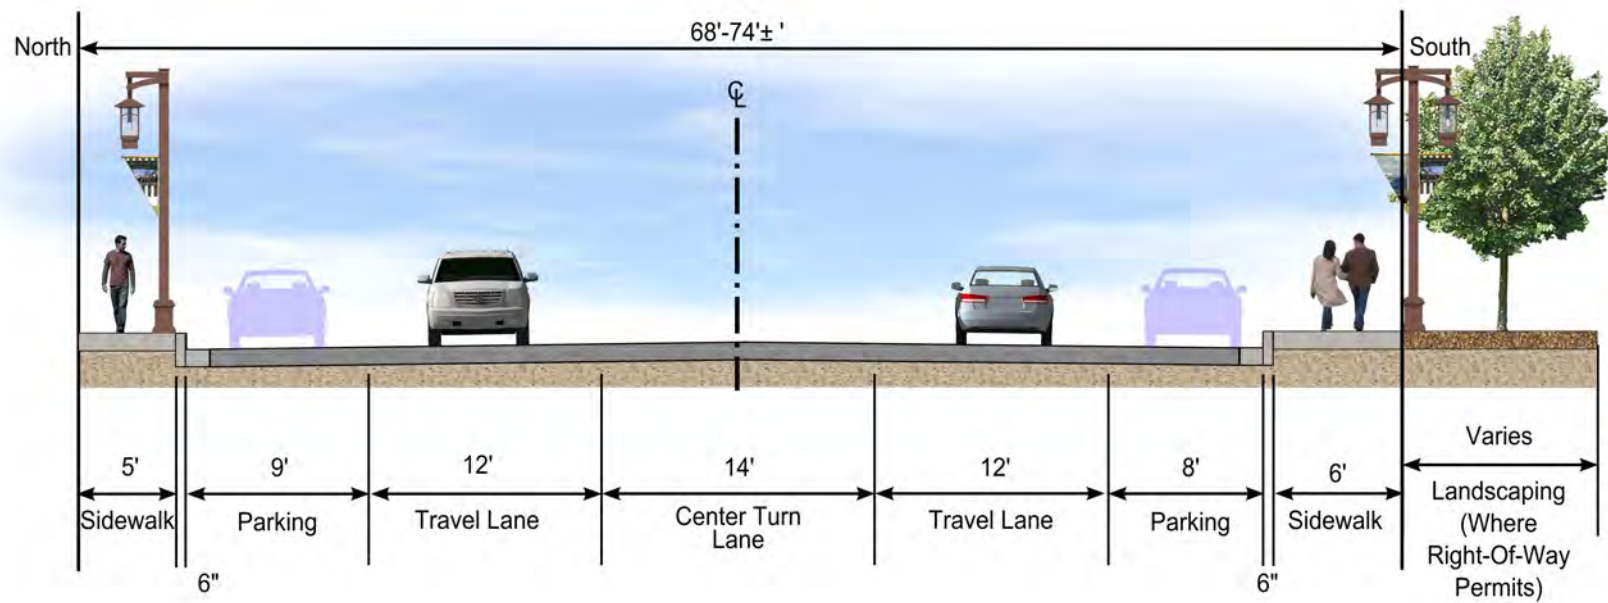 68'-74'± '
North
South
℄
5'
9'
12'
14'
12'
8'
6'
Varies
Sidewalk
Parking
Travel Lane
Center Turn
Lane
Travel Lane
Parking
Sidewalk
Landscaping
(Where
Right-Of-Way
Permits)
6"
6"